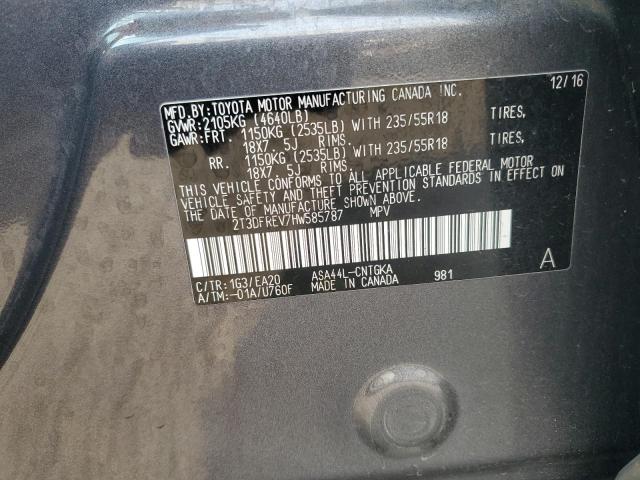 MFD.BY:TOYOTA MOTOR MANUFACTURING CANADA INC. 12/16
GVWR:2105KG (4640LB)
GAWR:FRT. 1150KG (2535LB) WITH 235/55R18 TIRES,
18X7.5J RIMS.
RR. 1150KG (2535LB) WITH 235/55R18 TIRES,
18X7.5J RIMS.
THIS VEHICLE CONFORMS TO ALL APPLICABLE FEDERAL MOTOR
VEHICLE SAFETY AND THEFT PREVENTION STANDARDS IN EFFECT
ON THE DATE OF MANUFACTURE SHOWN ABOVE.
2T3DFREV7HW585787 MPV
C/TR:1G3/EA20 ASA44L-CNTGKA A
A/TM:-01A/U760F MADE IN CANADA 981